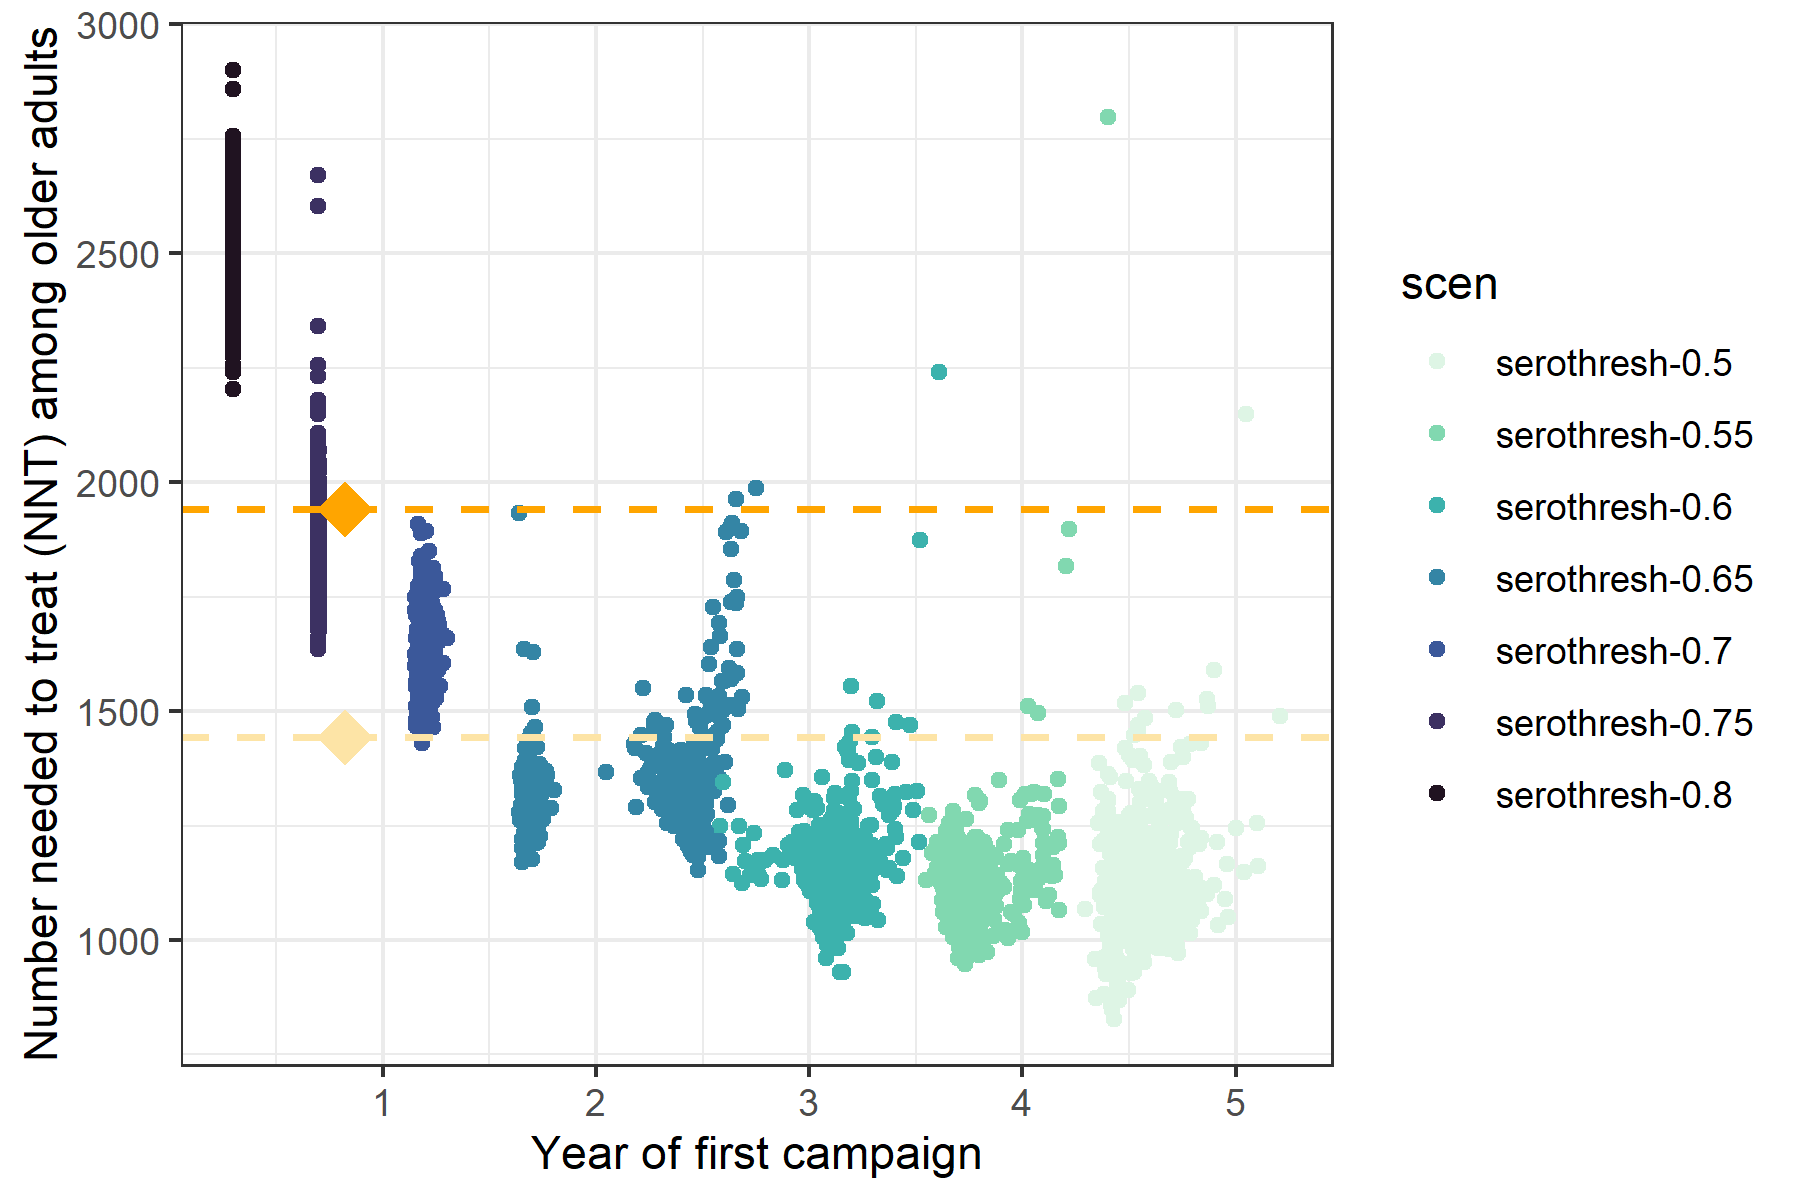 Number needed to treat (NNT) among older adults
3000
2500
2000
1500
1000
1
2
3
4
5
Year of first campaign
scen
serothresh-0.5
serothresh-0.55
serothresh-0.6
serothresh-0.65
serothresh-0.7
serothresh-0.75
serothresh-0.8